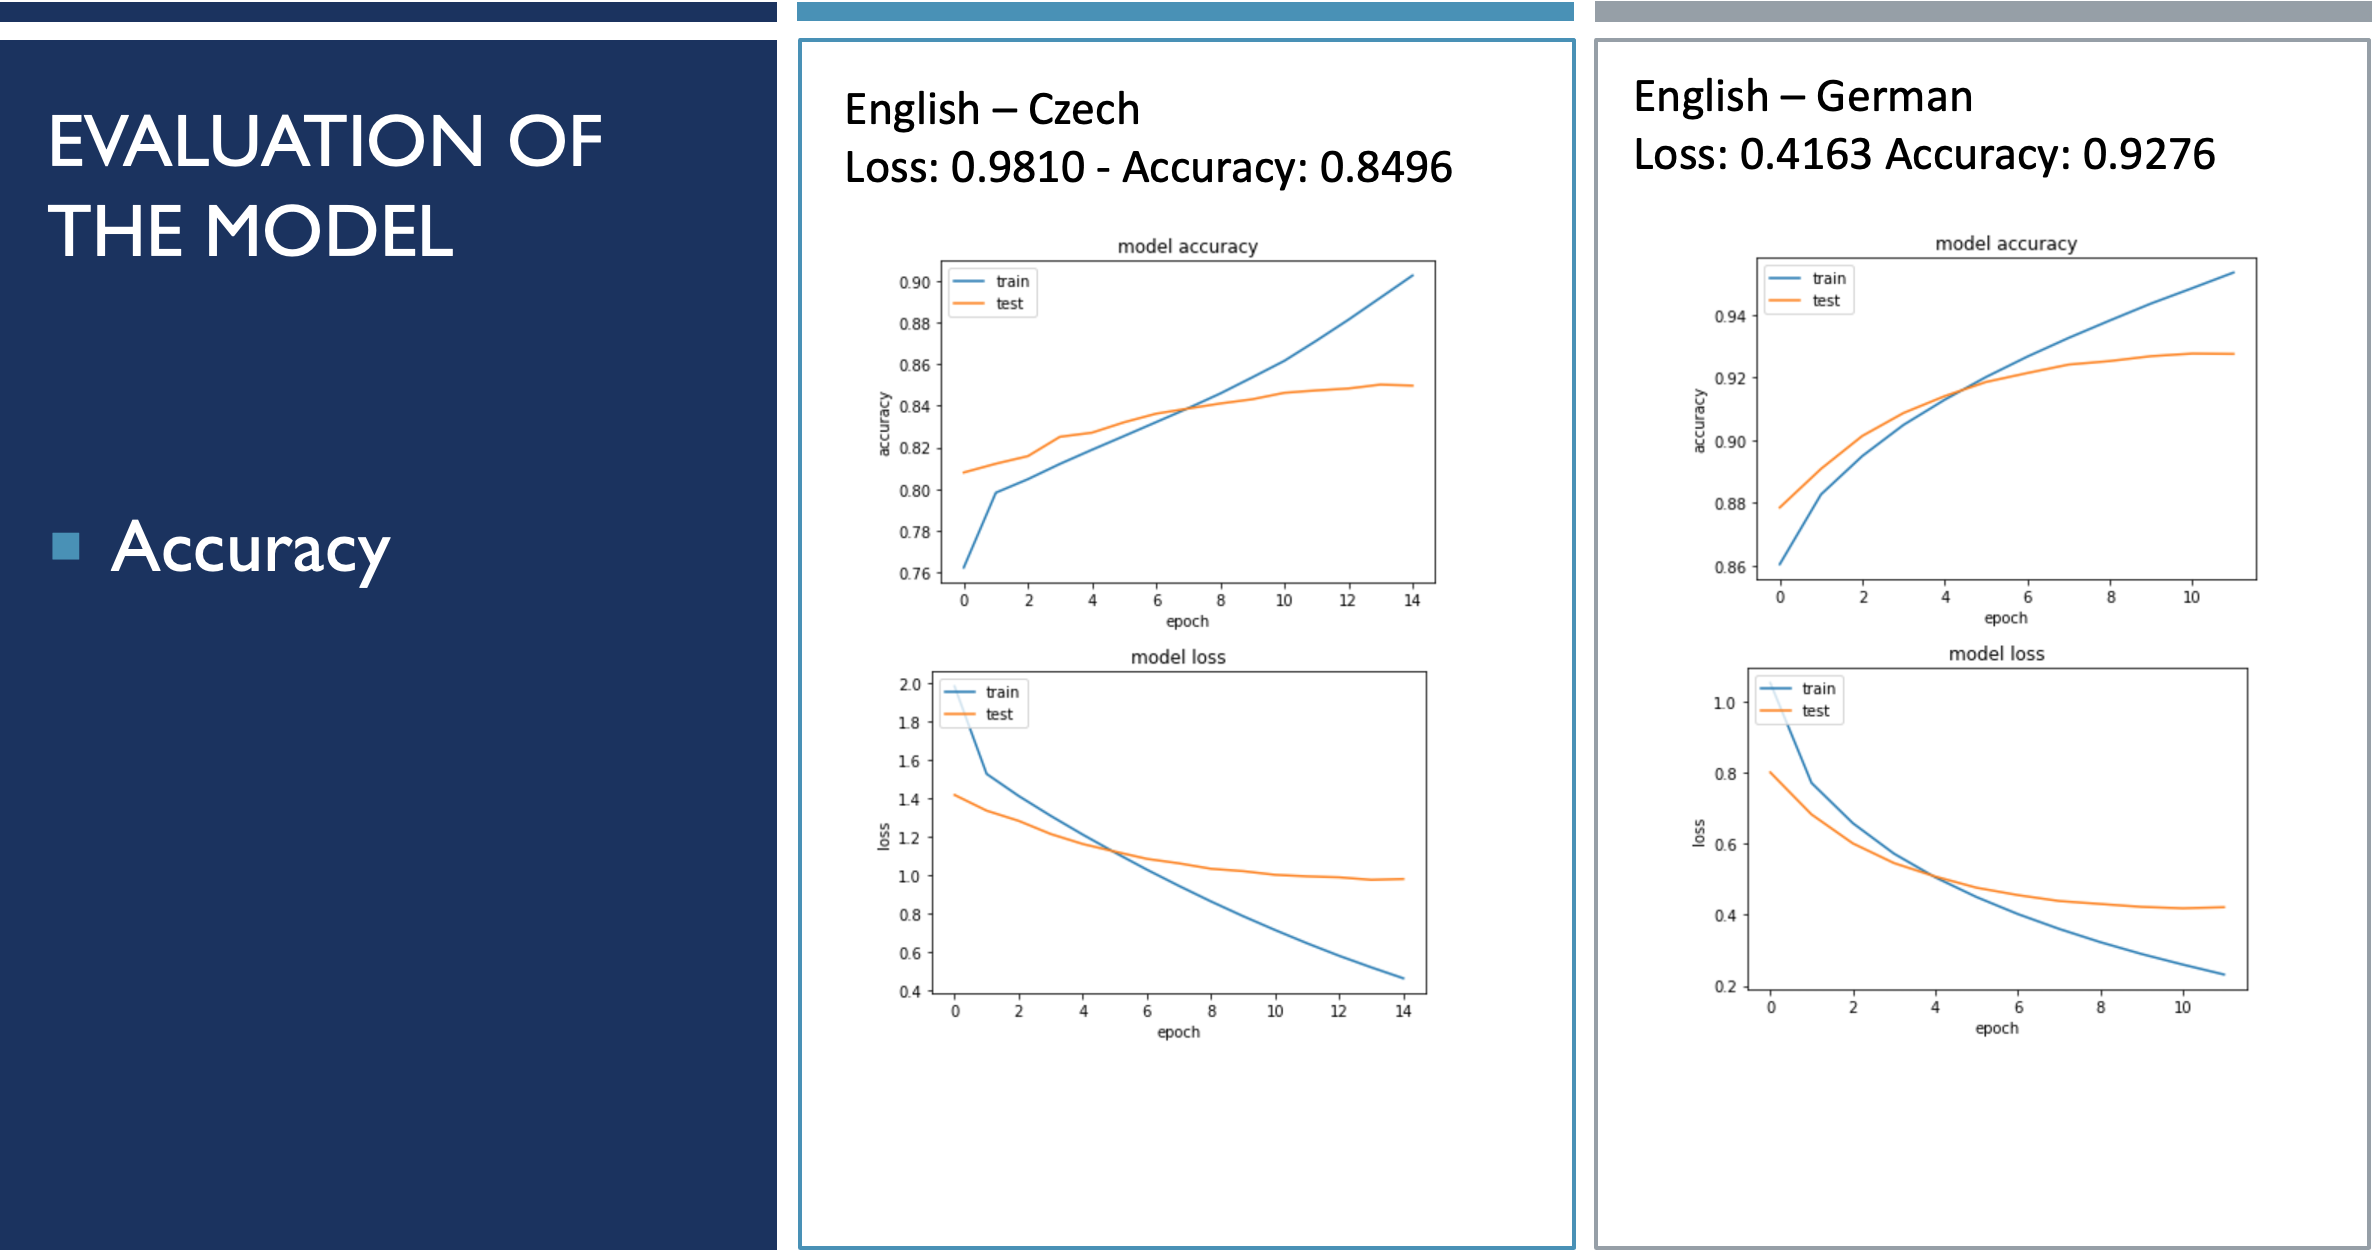 EVALUATION OF
THE MODEL
Accuracy
English – Czech
Loss: 0.9810 - Accuracy: 0.8496
model accuracy
train
test
0.90
0.88
0.86
0.84
0.82
0.80
0.78
0.76
accuracy
0 2 4 6 8 10 12 14
epoch
model loss
train
test
2.0
1.8
1.6
1.4
1.2
1.0
0.8
0.6
0.4
loss
0 2 4 6 8 10 12 14
epoch
English – German
Loss: 0.4163 Accuracy: 0.9276
model accuracy
train
test
0.94
0.92
0.90
0.88
0.86
accuracy
0 2 4 6 8 10
epoch
model loss
train
test
1.0
0.8
0.6
0.4
0.2
loss
0 2 4 6 8 10
epoch